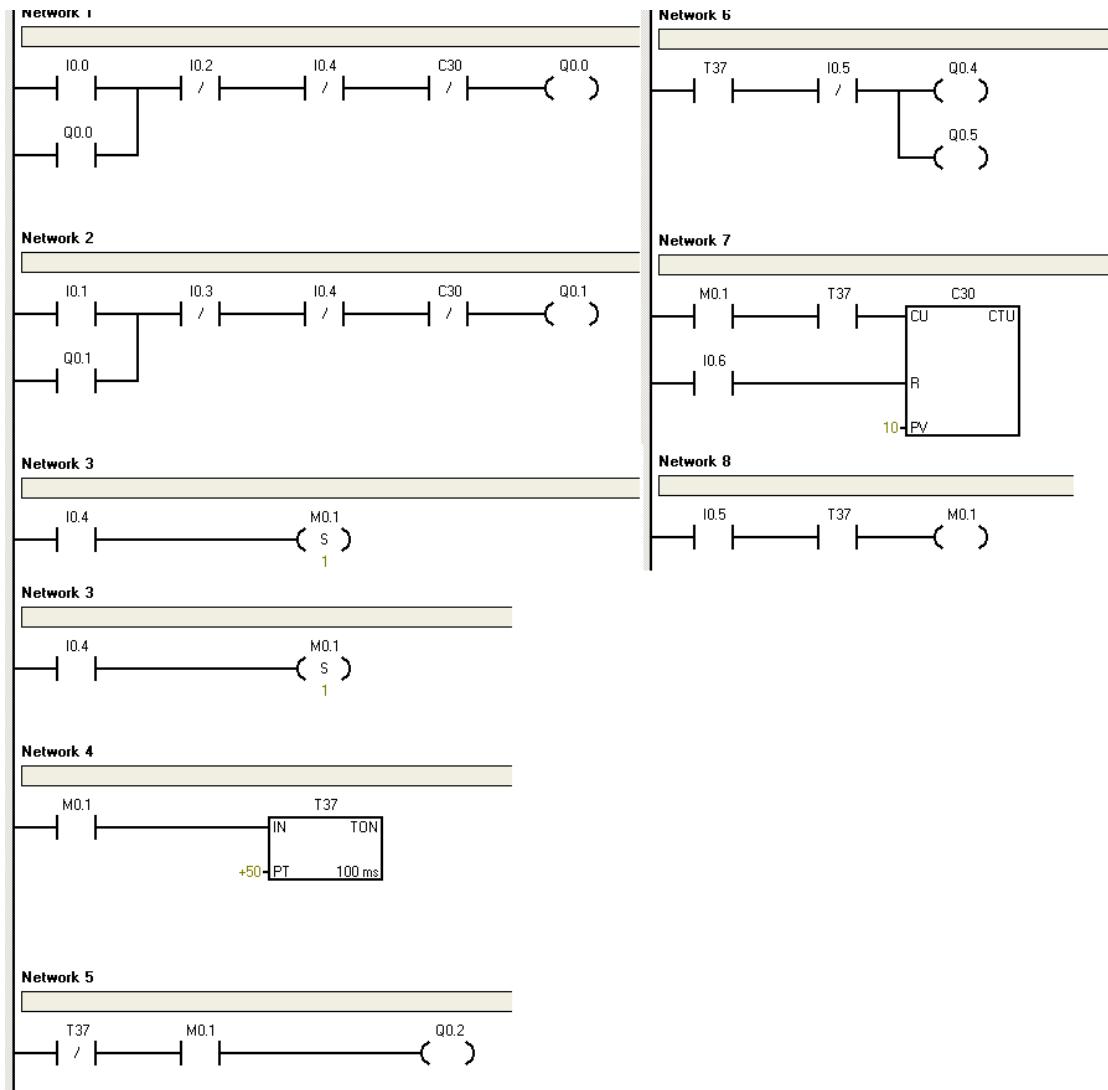 Network 1
I0.0 I0.2 I0.4 C30 Q0.0
/ / /
Q0.0
Network 2
I0.1 I0.3 I0.4 C30 Q0.1
/ / /
Q0.1
Network 3
I0.4 M0.1
S
1
Network 3
I0.4 M0.1
S
1
Network 4
M0.1 T37
IN TON
+50 PT 100 ms
Network 5
T37 M0.1 Q0.2
/
Network 6
T37 I0.5 Q0.4
/
Q0.5
Network 7
M0.1 T37 C30
CU CTU
I0.6
R
10 PV
Network 8
I0.5 T37 M0.1